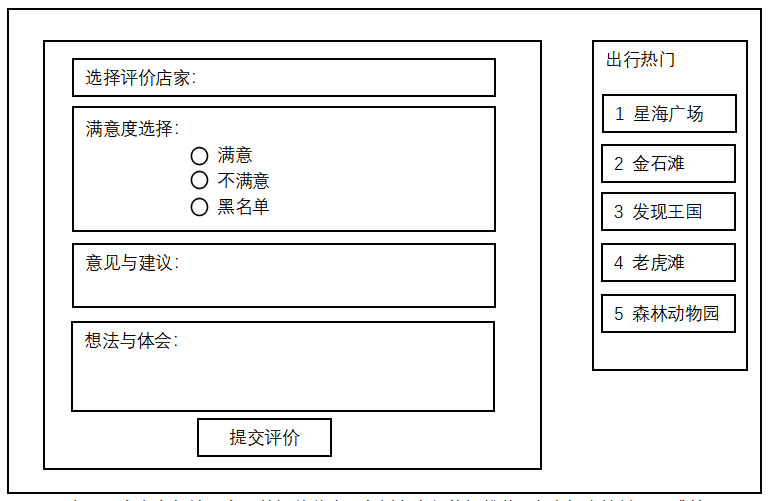 选择评价店家：
满意度选择：
满意
不满意
黑名单
意见与建议：
想法与体会：
提交评价
出行热门
1 星海广场
2 金石滩
3 发现王国
4 老虎滩
5 森林动物园